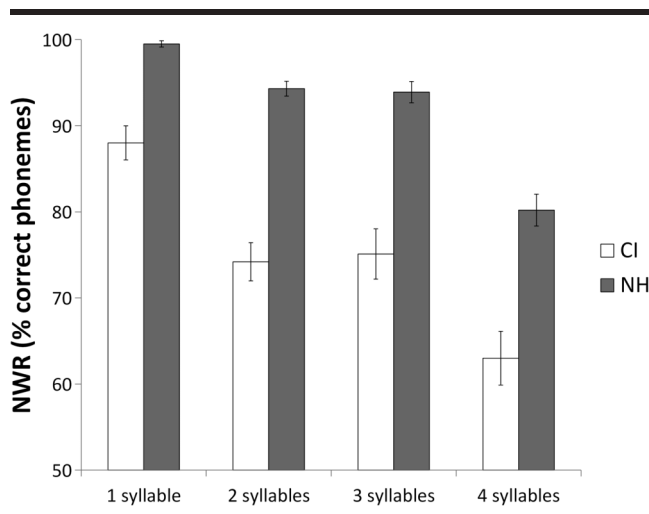 NWR (% correct phonemes)
100
90
80
70
60
50
1 syllable
2 syllables
3 syllables
4 syllables
CI
NH